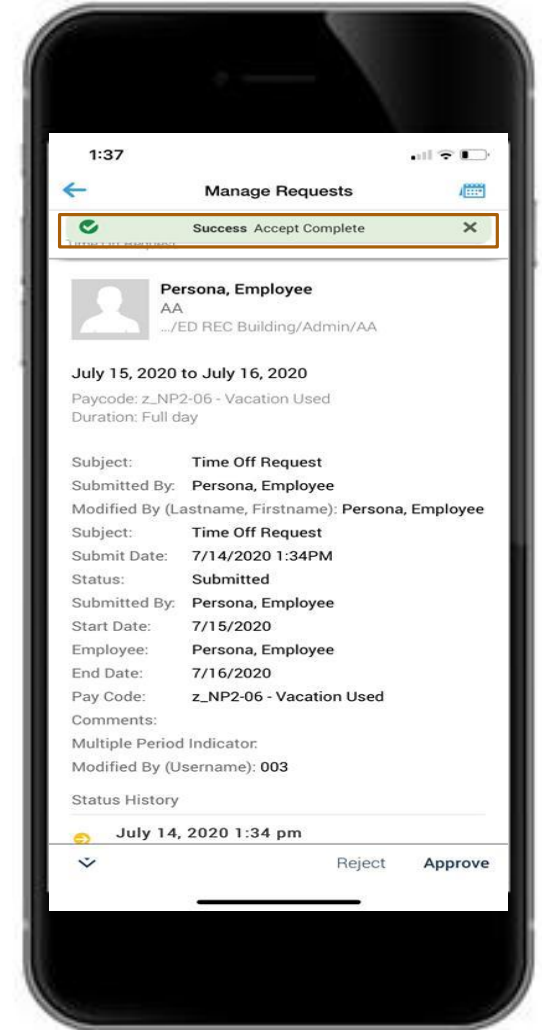 1:37
Manage Requests
Success Accept Complete
Time Off Request
Persona, Employee
AA
.../ED REC Building/Admin/AA
July 15, 2020 to July 16, 2020
Paycode: z_NP2-06 - Vacation Used
Duration: Full day
Subject: Time Off Request
Submitted By: Persona, Employee
Modified By (Lastname, Firstname): Persona, Employee
Subject: Time Off Request
Submit Date: 7/14/2020 1:34PM
Status: Submitted
Submitted By: Persona, Employee
Start Date: 7/15/2020
Employee: Persona, Employee
End Date: 7/16/2020
Pay Code: z_NP2-06 - Vacation Used
Comments:
Multiple Period Indicator:
Modified By (Username): 003
Status History
July 14, 2020 1:34 pm
Reject Approve